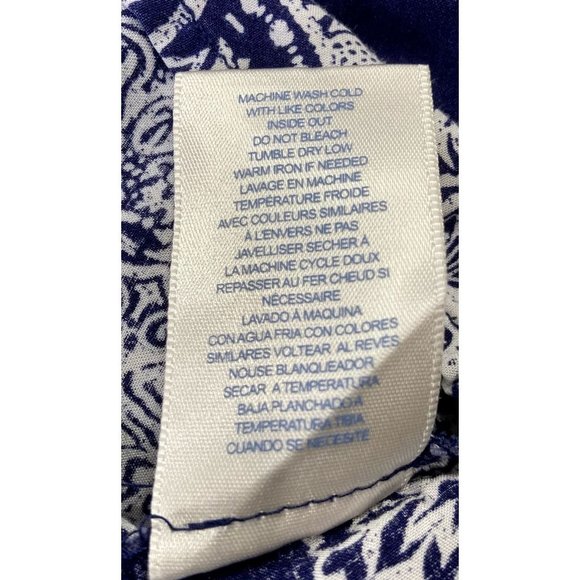 MACHINE WASH COLD
WITH LIKE COLORS
INSIDE OUT
DO NOT BLEACH
TUMBLE DRY LOW
WARM IRON IF NEEDED
LAVAGE EN MACHINE
TEMPÉRATURE FROIDE
AVEC COULEURS SIMILAIRES
À L'ENVERS NE PAS
JAVELLISER SECHER À
LA MACHINE CYCLE DOUX
REPASSER AU FER CHEUD SI
NÉCESSAIRE
LAVADO Á MAQUINA
CON AGUA FRIA CON COLORES
SIMILARES VOLTEAR AL REVÉS
NOUSE BLANQUEADOR
SECAR A TEMPERATURA
BAJA PLANCHADO Á
TEMPERATURA TIBIA
CUANDO SE NECESITE